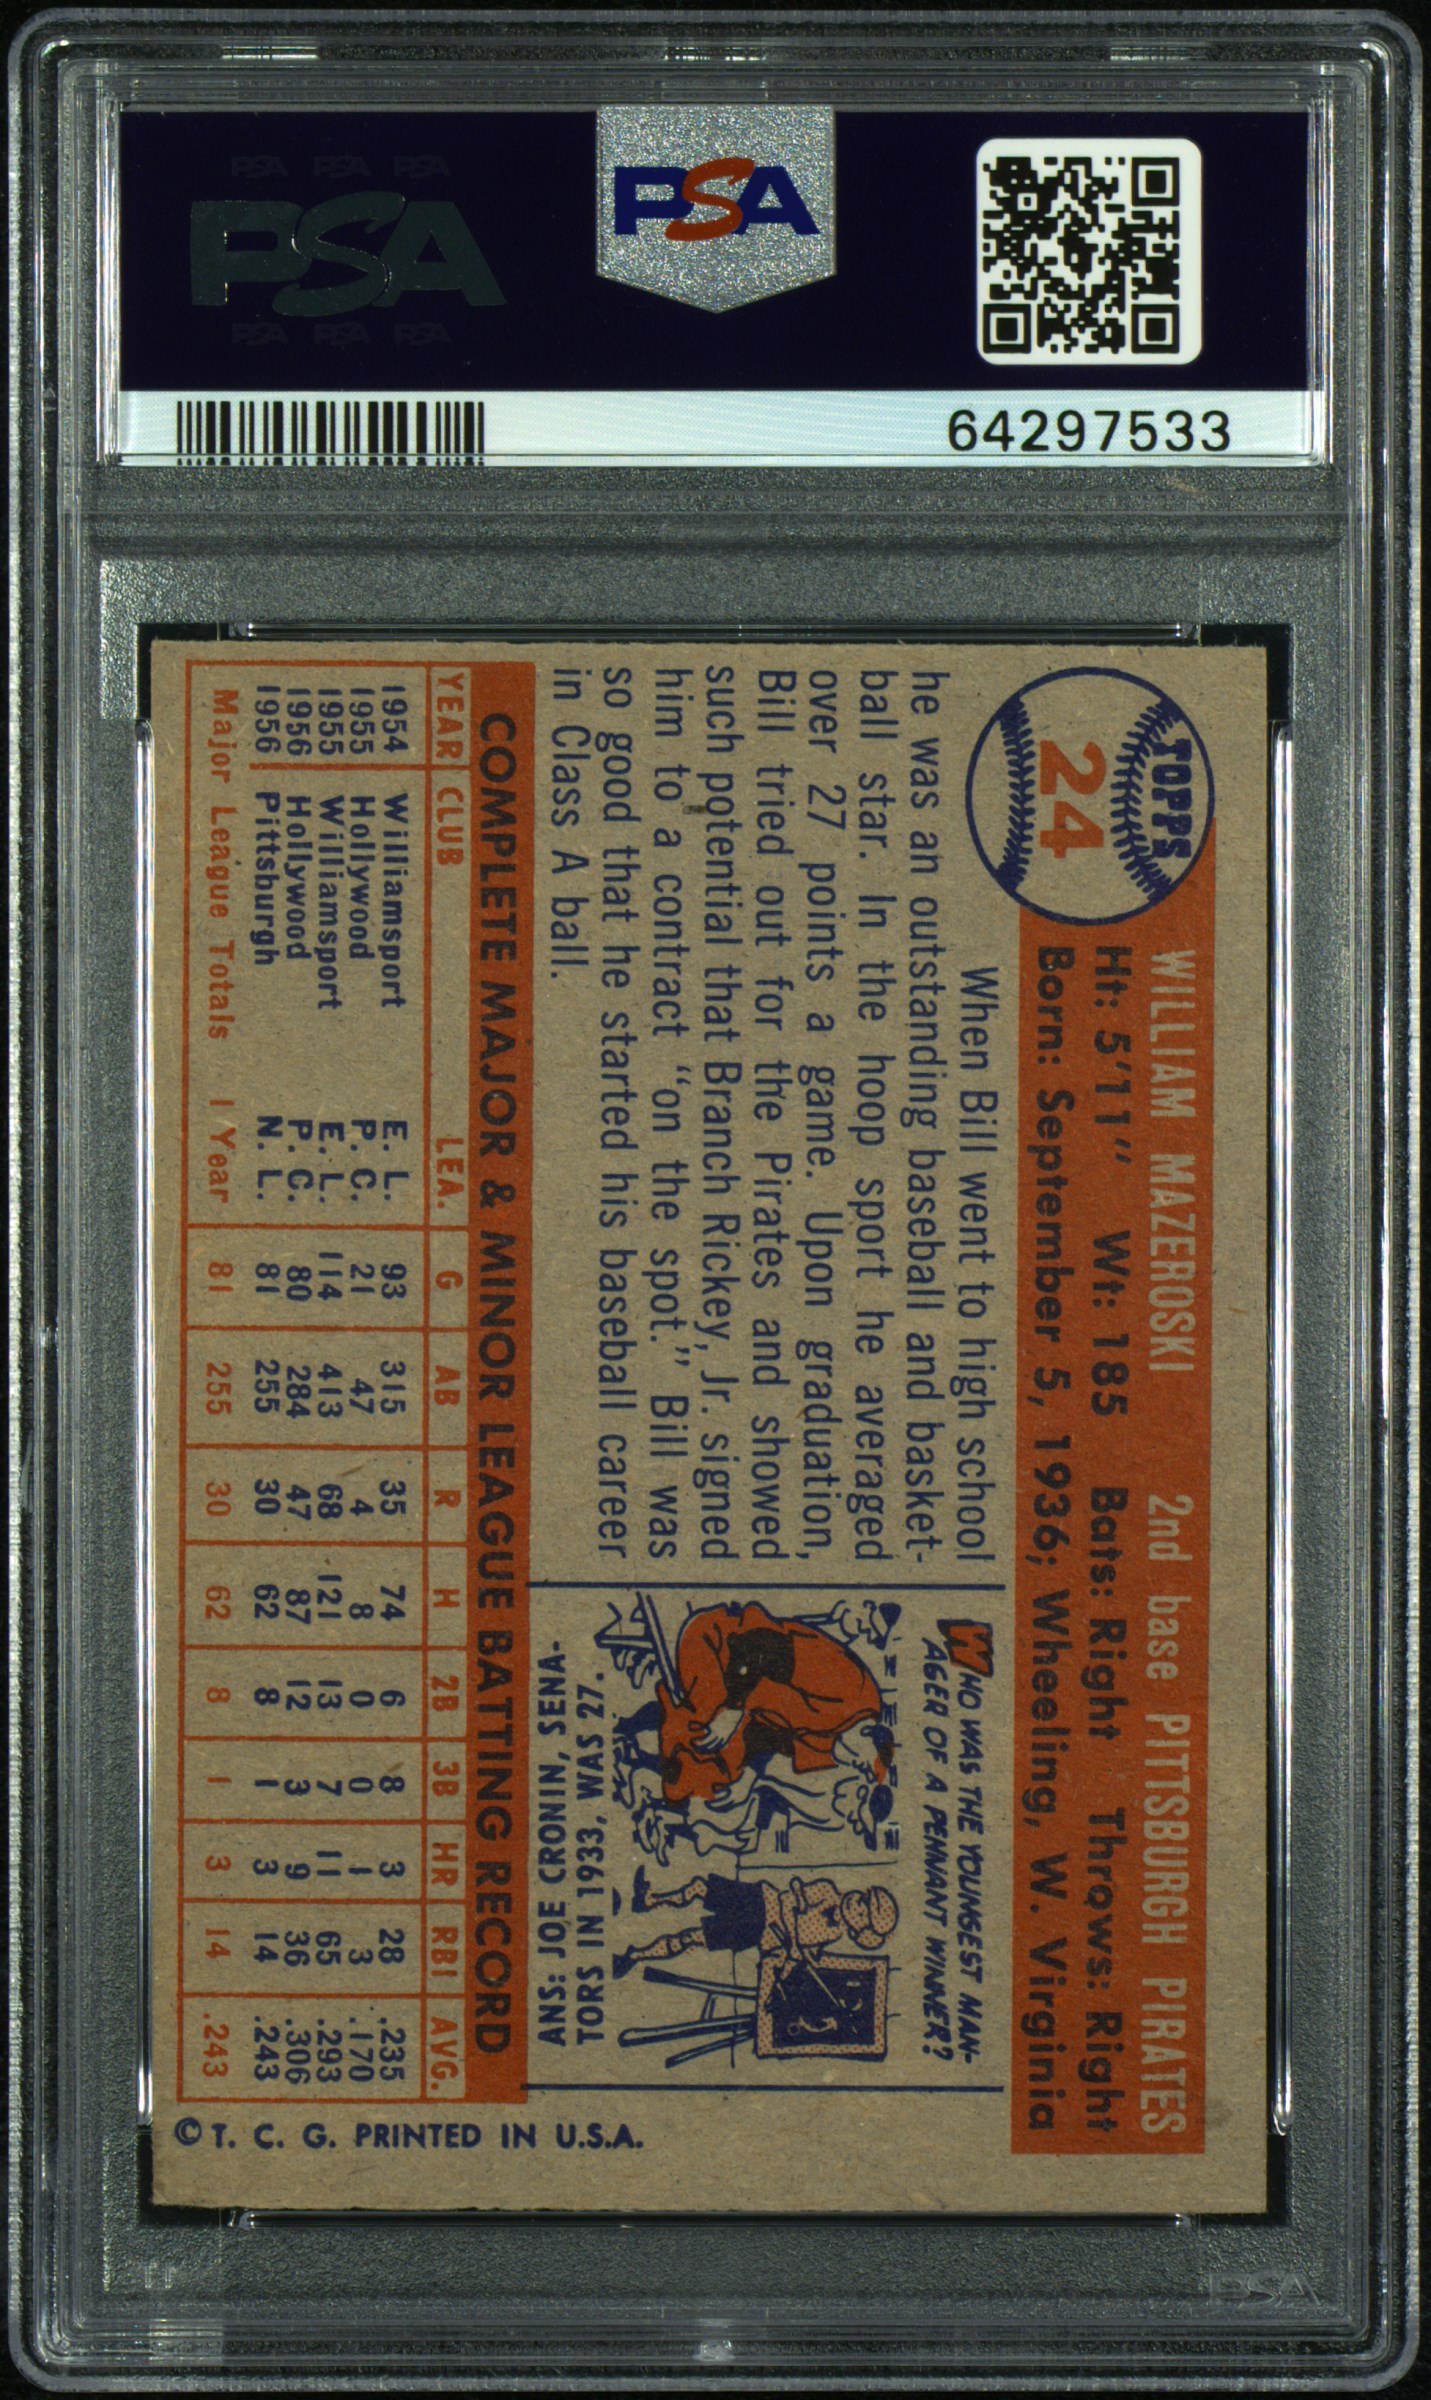 PSA PSA PSA
PSA
PSA PSA PSA
PSA
64297533
TOPPS
24
WILLIAM MAZEROSKI 2nd base PITTSBURGH PIRATES
Ht: 5'11" Wt: 185 Bats: Right Throws: Right
Born: September 5, 1936; Wheeling, W. Virginia
When Bill went to high school
he was an outstanding baseball and basket-
ball star. In the hoop sport he averaged
over 27 points a game. Upon graduation,
Bill tried out for the Pirates and showed
such potential that Branch Rickey, Jr. signed
him to a contract "on the spot." Bill was
so good that he started his baseball career
in Class A ball.
WHO WAS THE YOUNGEST MAN-
AGER OF A PENNANT WINNER?
ANS: JOE CRONIN, SENA-
TORS IN 1933, WAS 27.
COMPLETE MAJOR & MINOR LEAGUE BATTING RECORD
YEAR CLUB LEA. G AB R H 2B 3B HR RBI AVG.
1954 Williamsport E. L. 93 315 35 74 6 8 3 28 .235
1955 Hollywood P. C. 21 47 4 8 0 0 1 3 .170
1955 Williamsport E. L. 114 413 68 121 13 7 11 65 .293
1956 Hollywood P. C. 80 284 47 87 12 3 9 36 .306
1956 Pittsburgh N. L. 81 255 30 62 8 1 3 14 .243
Major League Totals 1 Year 81 255 30 62 8 1 3 14 .243
© T. C. G. PRINTED IN U.S.A.
PSA